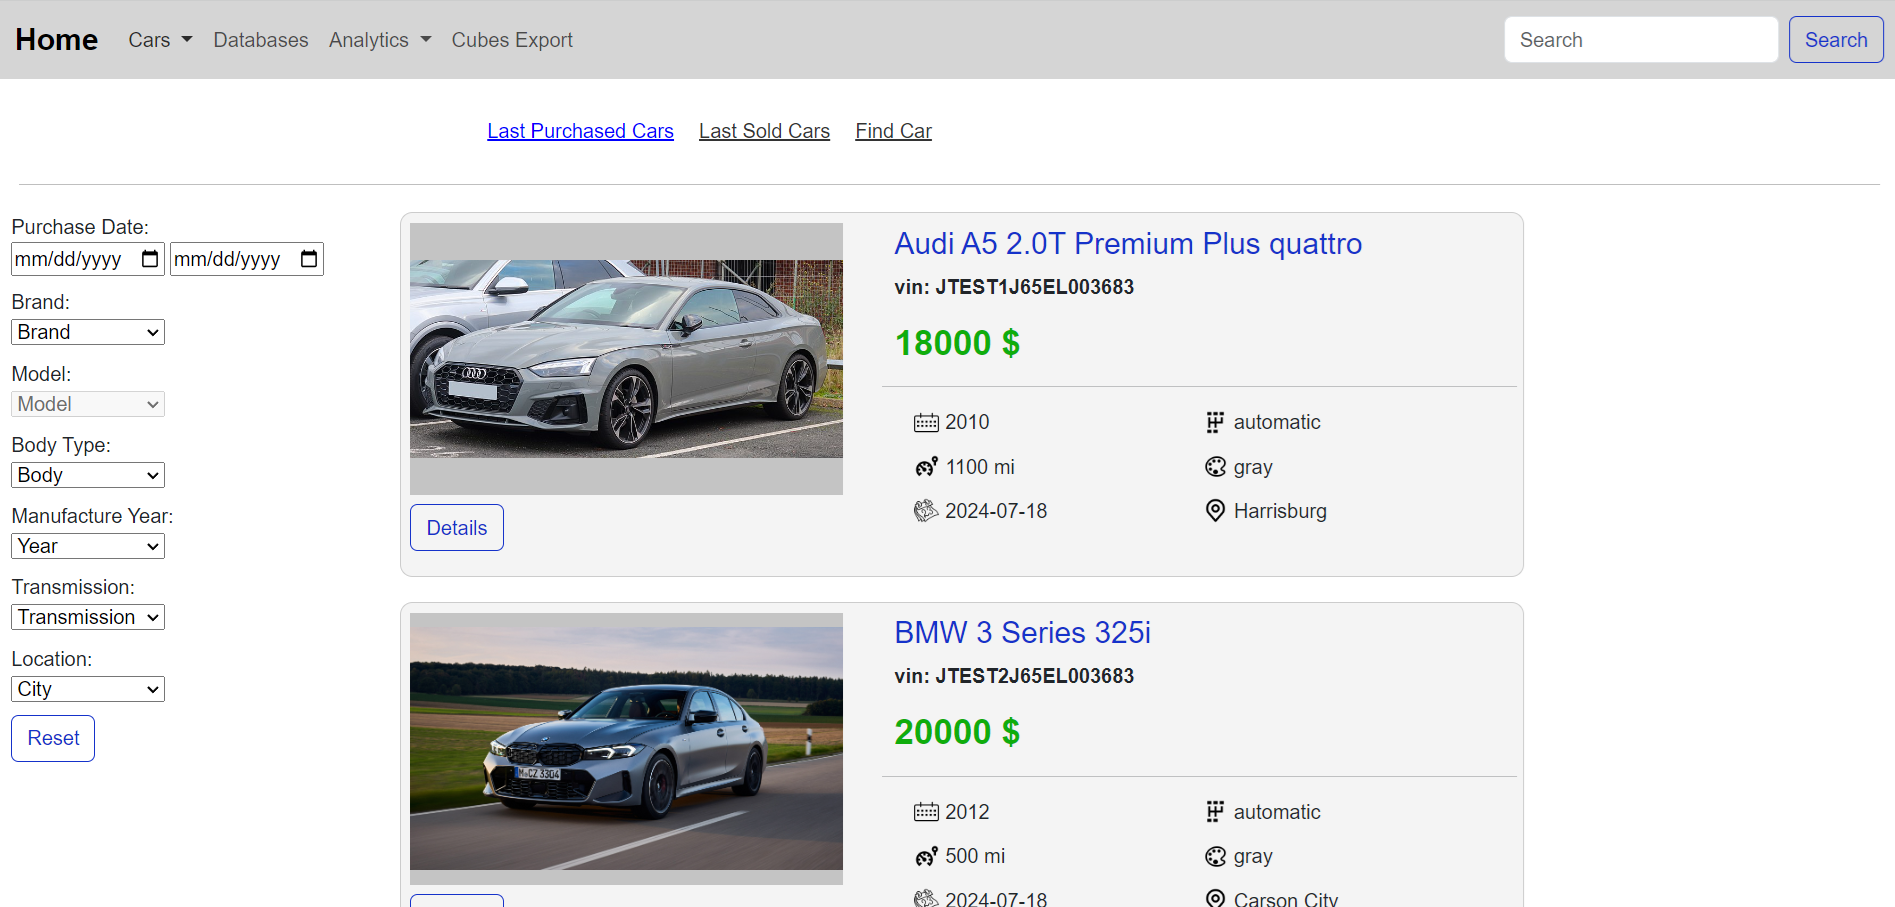 Home Cars Databases Analytics Cubes Export Search Search
Last Purchased Cars Last Sold Cars Find Car
Purchase Date:
mm/dd/yyyy mm/dd/yyyy
Brand:
Brand
Model:
Model
Body Type:
Body
Manufacture Year:
Year
Transmission:
Transmission
Location:
City
Reset
Audi A5 2.0T Premium Plus quattro
vin: JTEST1J65EL003683
18000 $
2010 automatic
1100 mi gray
2024-07-18 Harrisburg
Details
BMW 3 Series 325i
vin: JTEST2J65EL003683
20000 $
M CZ 3304
2012 automatic
500 mi gray
2024-07-18 Carson City